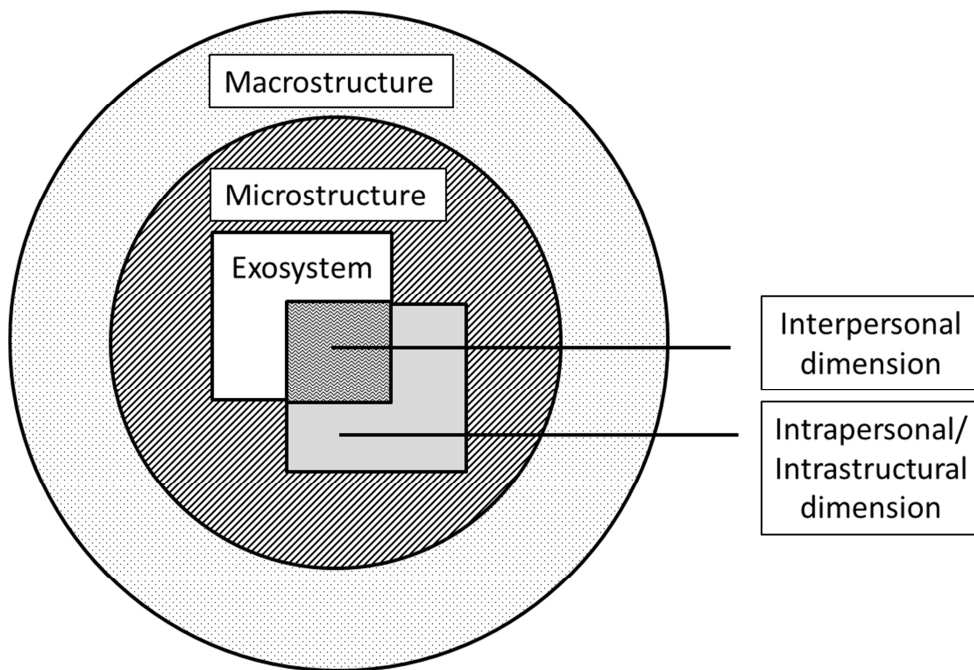 Macrostructure
Microstructure
Exosystem
Interpersonal
dimension
Intrapersonal/
Intrastructural
dimension